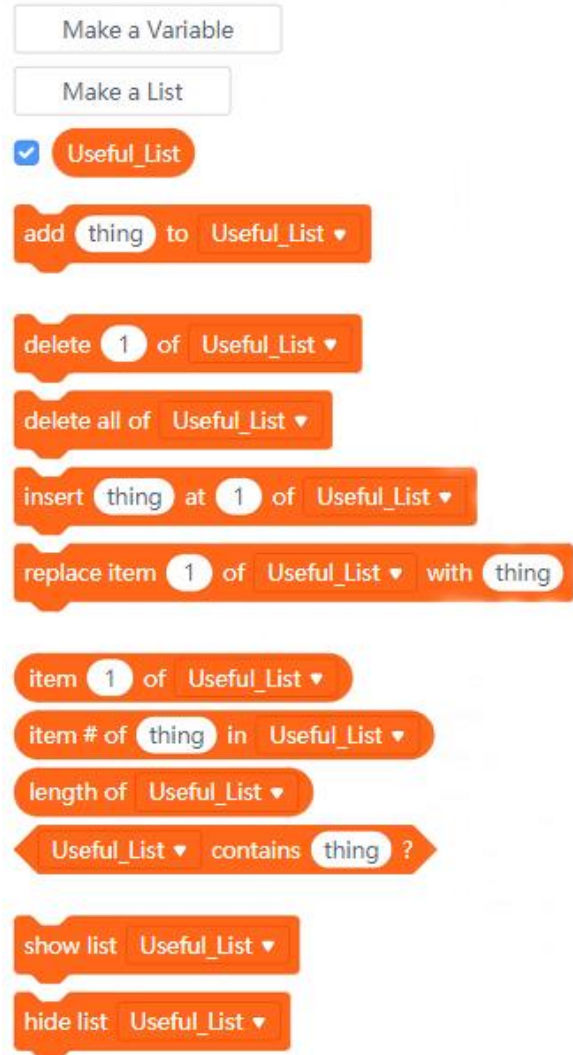 Make a Variable
Make a List
Useful_List
add thing to Useful_List
delete 1 of Useful_List
delete all of Useful_List
insert thing at 1 of Useful_List
replace item 1 of Useful_List with thing
item 1 of Useful_List
item # of thing in Useful_List
length of Useful_List
Useful_List contains thing ?
show list Useful_List
hide list Useful_List